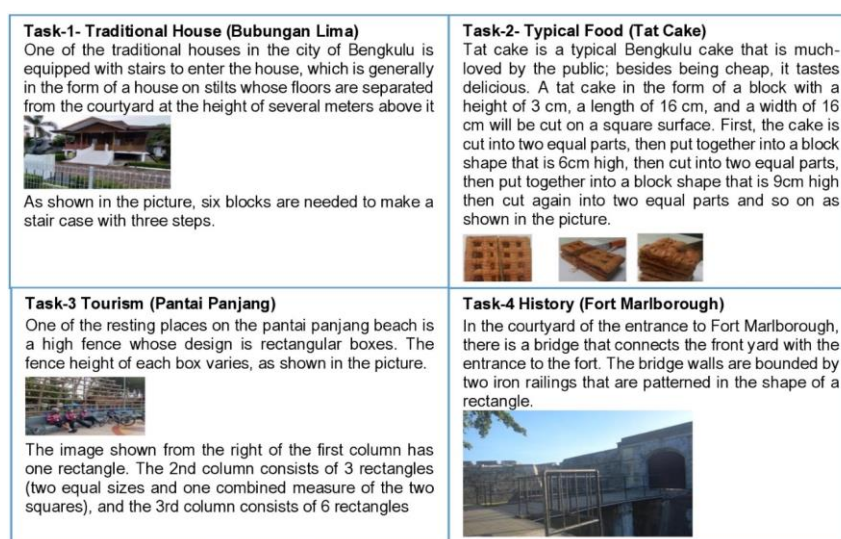 Task-1- Traditional House (Bubungan Lima)
One of the traditional houses in the city of Bengkulu is
equipped with stairs to enter the house, which is generally
in the form of a house on stilts whose floors are separated
from the courtyard at the height of several meters above it
As shown in the picture, six blocks are needed to make a
stair case with three steps.
Task-2- Typical Food (Tat Cake)
Tat cake is a typical Bengkulu cake that is much-
loved by the public; besides being cheap, it tastes
delicious. A tat cake in the form of a block with a
height of 3 cm, a length of 16 cm, and a width of 16
cm will be cut on a square surface. First, the cake is
cut into two equal parts, then put together into a block
shape that is 6cm high, then cut into two equal parts,
then put together into a block shape that is 9cm high
then cut again into two equal parts and so on as
shown in the picture.
Task-3 Tourism (Pantai Panjang)
One of the resting places on the pantai panjang beach is
a high fence whose design is rectangular boxes. The
fence height of each box varies, as shown in the picture.
The image shown from the right of the first column has
one rectangle. The 2nd column consists of 3 rectangles
(two equal sizes and one combined measure of the two
squares), and the 3rd column consists of 6 rectangles
Task-4 History (Fort Marlborough)
In the courtyard of the entrance to Fort Marlborough,
there is a bridge that connects the front yard with the
entrance to the fort. The bridge walls are bounded by
two iron railings that are patterned in the shape of a
rectangle.